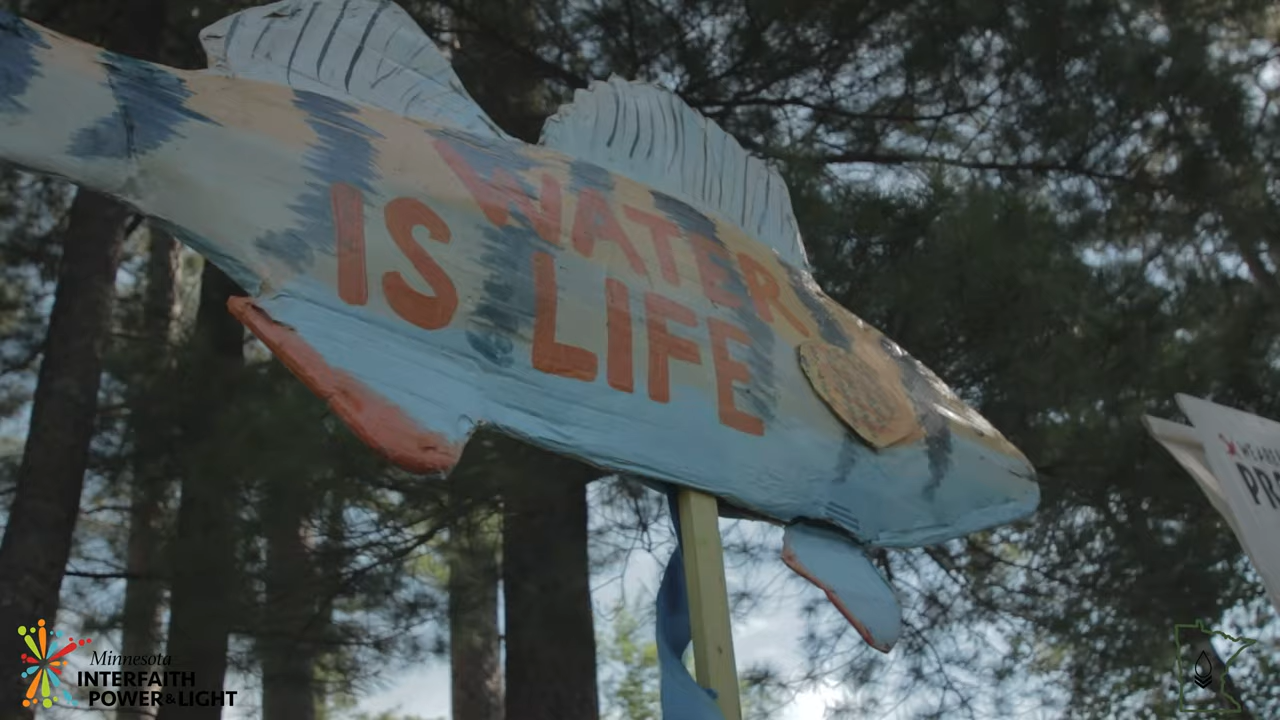 WATER
IS LIFE
Minnesota
INTERFAITH
POWER & LIGHT